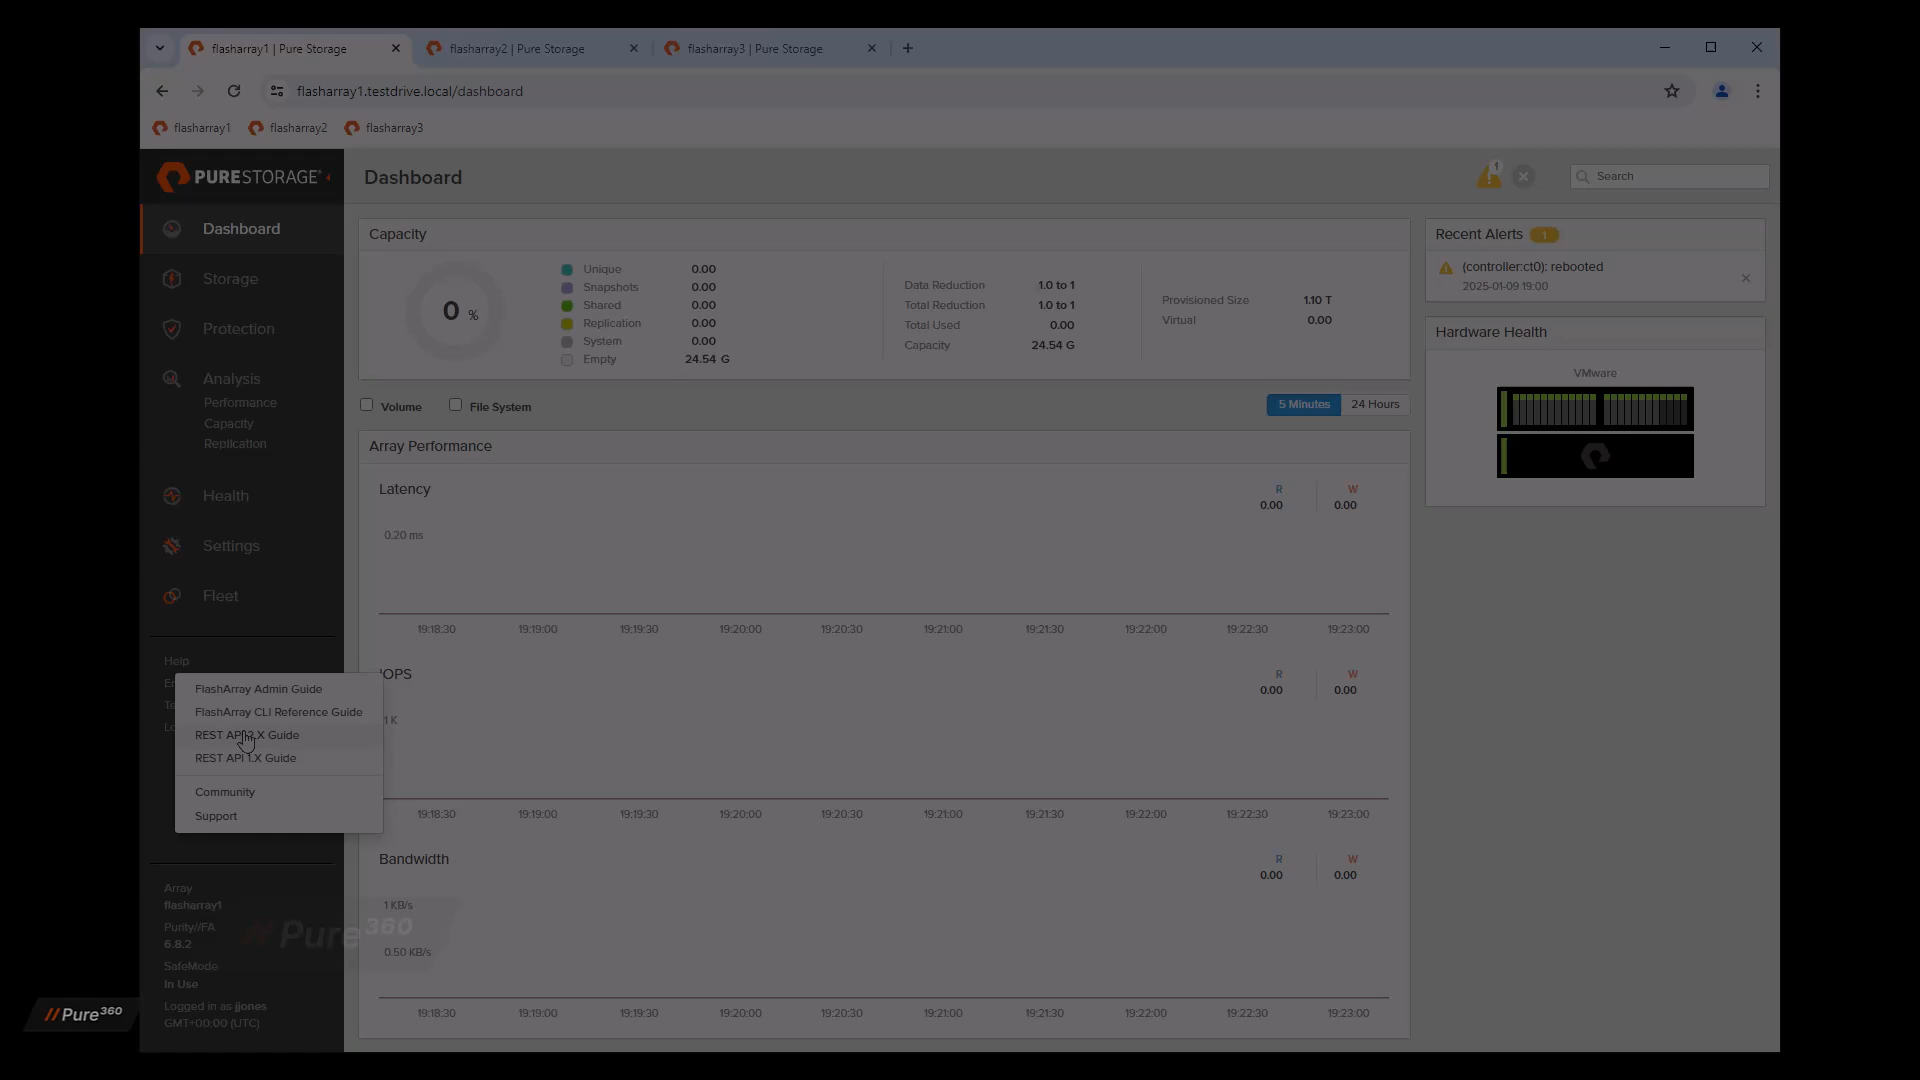 flasharray1 | Pure Storage
flasharray2 | Pure Storage
flasharray3 | Pure Storage
flasharray1.testdrive.local/dashboard
flasharray1
flasharray2
flasharray3
PURESTORAGE
Dashboard
1
Search
Dashboard
Storage
Protection
Analysis
Performance
Capacity
Replication
Health
Settings
Fleet
Help
FlashArray Admin Guide
FlashArray CLI Reference Guide
REST API 2.X Guide
REST API 1.X Guide
Community
Support
Array
flasharray1
Purity//FA
6.8.2
SafeMode
In Use
Logged in as jjones
GMT+00:00 (UTC)
Capacity
0 %
Unique 0.00
Snapshots 0.00
Shared 0.00
Replication 0.00
System 0.00
Empty 24.54 G
Data Reduction 1.0 to 1
Total Reduction 1.0 to 1
Total Used 0.00
Capacity 24.54 G
Provisioned Size 1.10 T
Virtual 0.00
Volume
File System
5 Minutes
24 Hours
Array Performance
Latency
R W
0.00 0.00
0.20 ms
19:18:30 19:19:00 19:19:30 19:20:00 19:20:30 19:21:00 19:21:30 19:22:00 19:22:30 19:23:00
IOPS
R W
0.00 0.00
1 K
19:18:30 19:19:00 19:19:30 19:20:00 19:20:30 19:21:00 19:21:30 19:22:00 19:22:30 19:23:00
Bandwidth
R W
0.00 0.00
1 KB/s
0.50 KB/s
19:18:30 19:19:00 19:19:30 19:20:00 19:20:30 19:21:00 19:21:30 19:22:00 19:22:30 19:23:00
Recent Alerts 1
(controller:ct0): rebooted
2025-01-09 19:00
Hardware Health
VMware
//Pure360
//Pure360